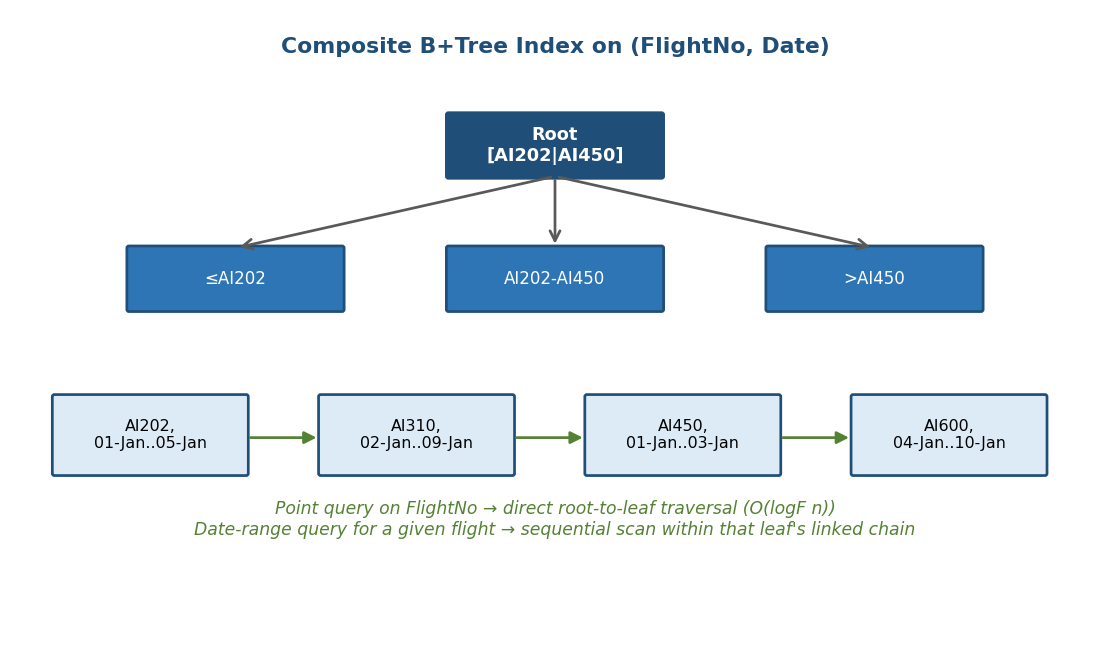 Composite B+Tree Index on (FlightNo, Date)
Root
[AI202|AI450]
≤AI202
AI202-AI450
>AI450
AI202,
01-Jan..05-Jan
AI310,
02-Jan..09-Jan
AI450,
01-Jan..03-Jan
AI600,
04-Jan..10-Jan
Point query on FlightNo → direct root-to-leaf traversal (O(logF n))
Date-range query for a given flight → sequential scan within that leaf's linked chain